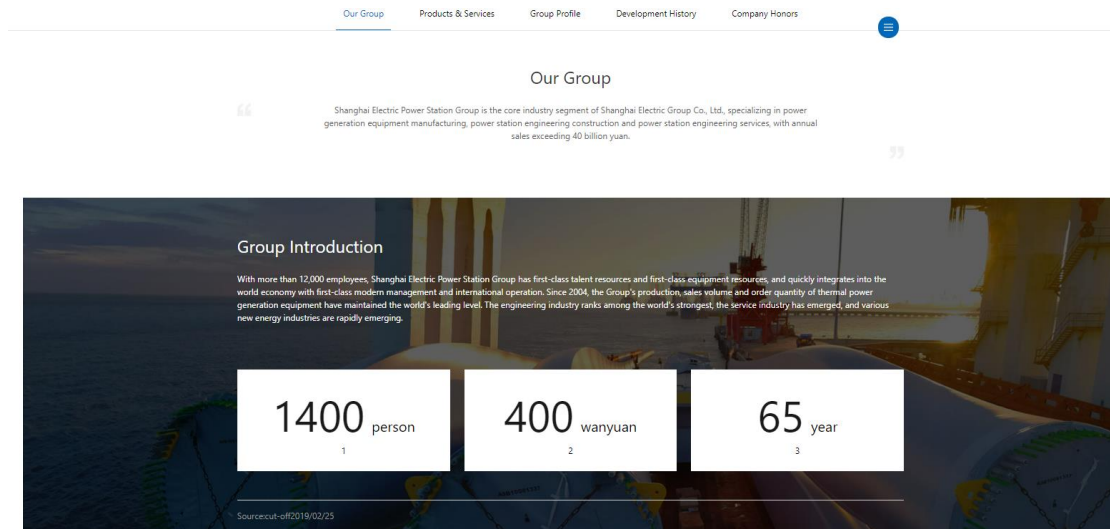 Our Group Products & Services Group Profile Development History Company Honors
Our Group
“
Shanghai Electric Power Station Group is the core industry segment of Shanghai Electric Group Co., Ltd., specializing in power
generation equipment manufacturing, power station engineering construction and power station engineering services, with annual
sales exceeding 40 billion yuan.
”
Group Introduction
With more than 12,000 employees, Shanghai Electric Power Station Group has first-class talent resources and first-class equipment resources, and quickly integrates into the
world economy with first-class modern management and international operation. Since 2004, the Group's production, sales volume and order quantity of thermal power
generation equipment have maintained the world's leading level. The engineering industry ranks among the world's strongest, the service industry has emerged, and various
new energy industries are rapidly emerging.
1400 person
1
400 wanyuan
2
65 year
3
Source:cut-off2019/02/25